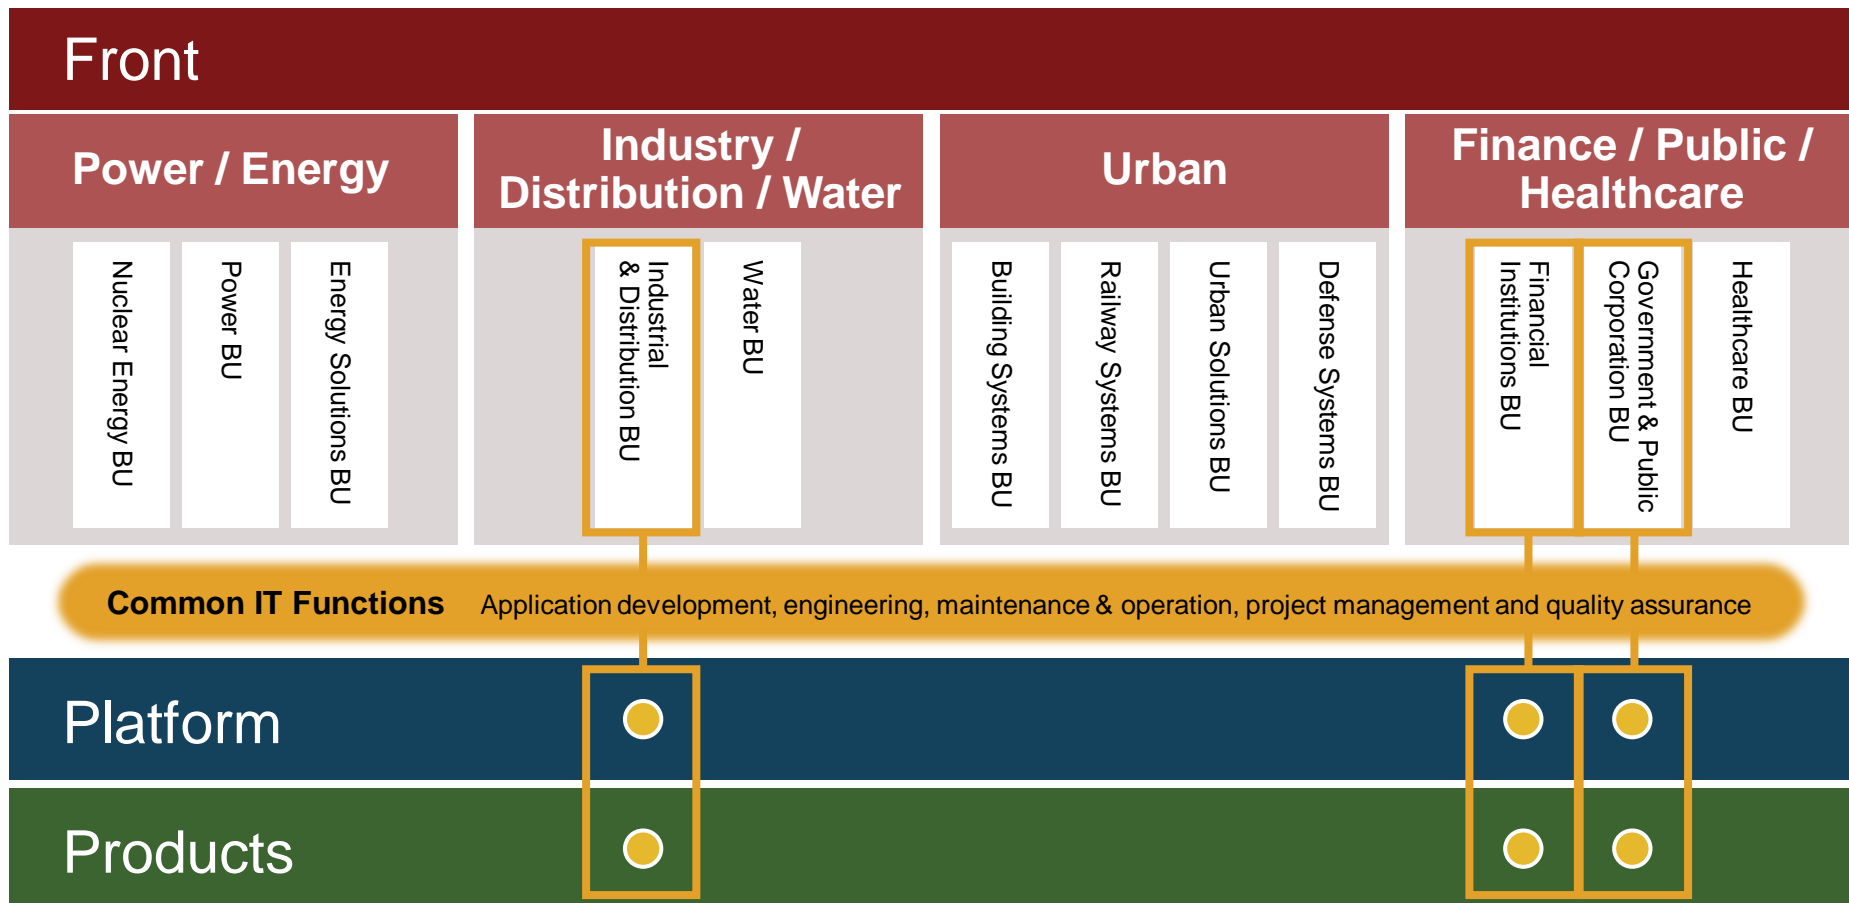 Front
Power / Energy
Industry /
Distribution / Water
Urban
Finance / Public /
Healthcare
Nuclear Energy BU
Power BU
Energy Solutions BU
Industrial
& Distribution BU
Water BU
Building Systems BU
Railway Systems BU
Urban Solutions BU
Defense Systems BU
Financial
Institutions BU
Government & Public
Corporation BU
Healthcare BU
Common IT Functions Application development, engineering, maintenance & operation, project management and quality assurance
Platform
Products